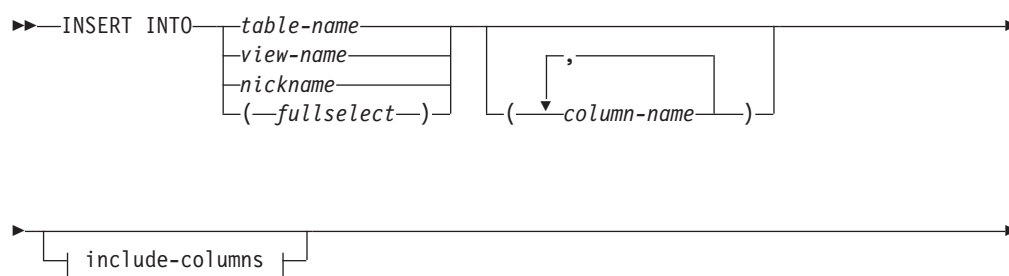 INSERT INTO table-name
view-name
nickname
( fullselect )
,
( column-name )
include-columns